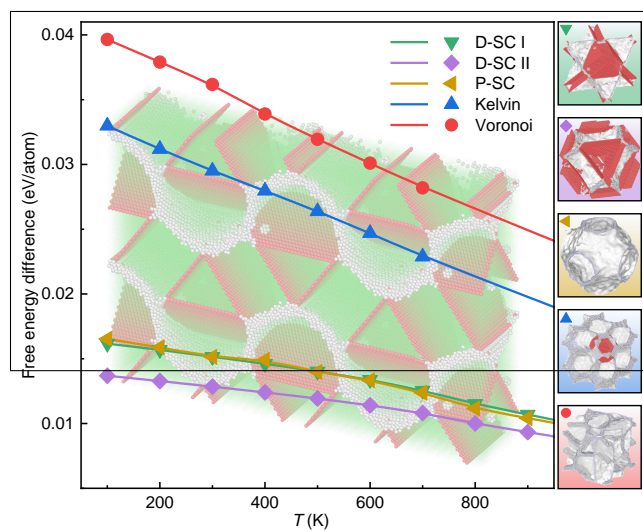 0.04
0.03
0.02
0.01
Free energy difference (eV/atom)
D-SC I
D-SC II
P-SC
Kelvin
Voronoi
200
400
600
800
T (K)